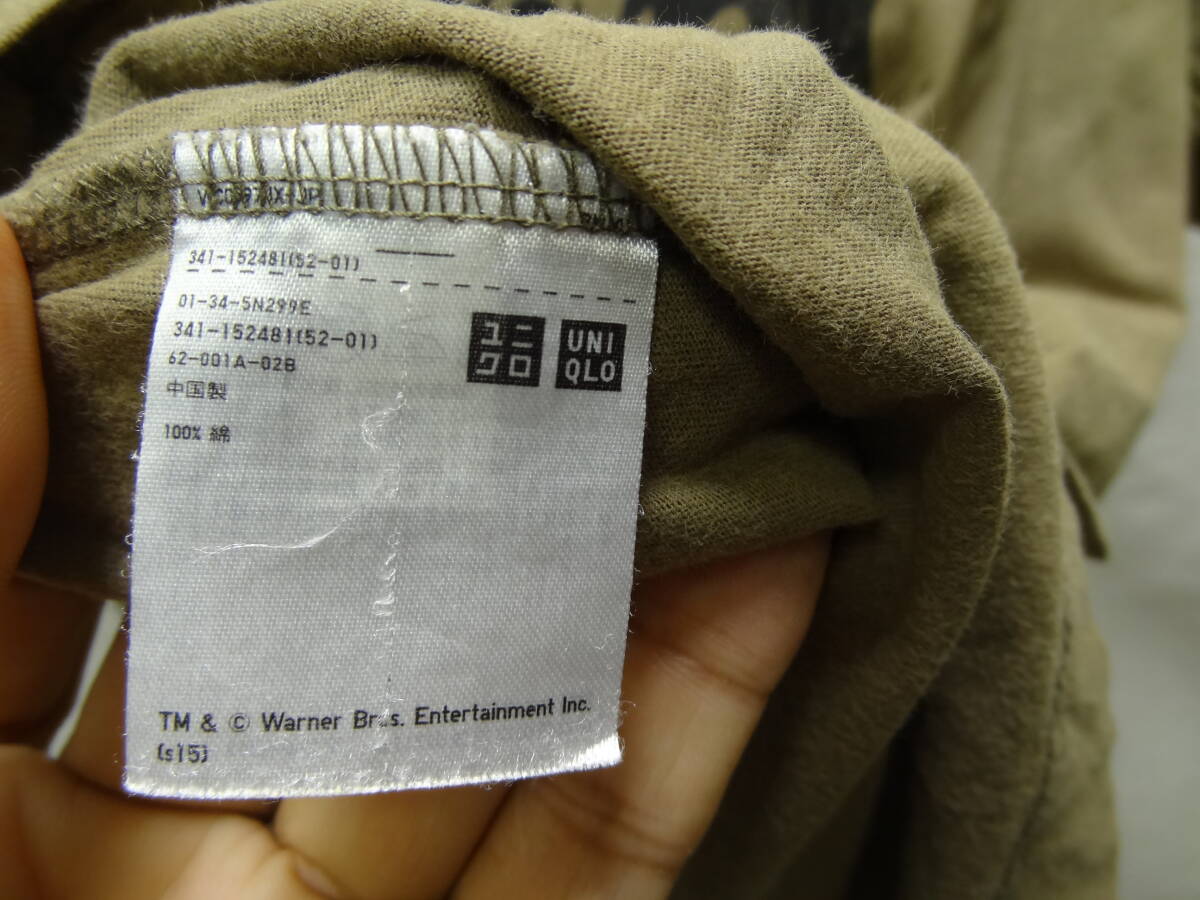 341-152481(52-01)
01-34-5N299E
341-152481(52-01)
62-001A-02B
中国製
100% 綿
ユニ
クロ
UNI
QLO
TM & © Warner Bros. Entertainment Inc.
(s15)